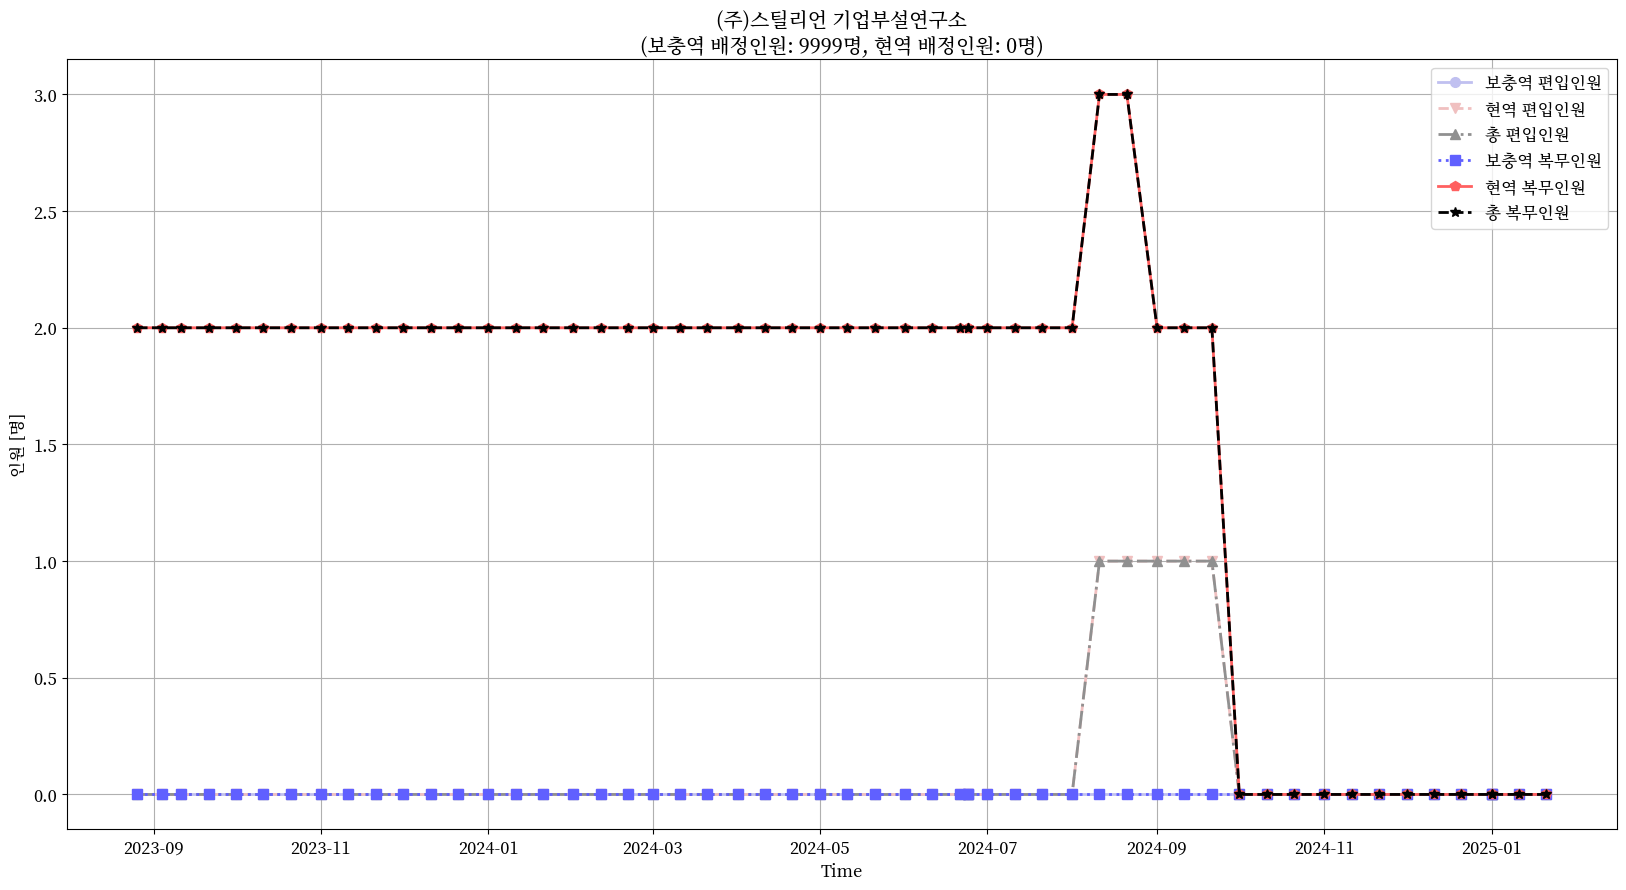 (주)스틸리언 기업부설연구소
(보충역 배정인원: 9999명, 현역 배정인원: 0명)
보충역 편입인원
현역 편입인원
총 편입인원
보충역 복무인원
현역 복무인원
총 복무인원
인원 [명]
3.0
2.5
2.0
1.5
1.0
0.5
0.0
2023-09
2023-11
2024-01
2024-03
2024-05
2024-07
2024-09
2024-11
2025-01
Time